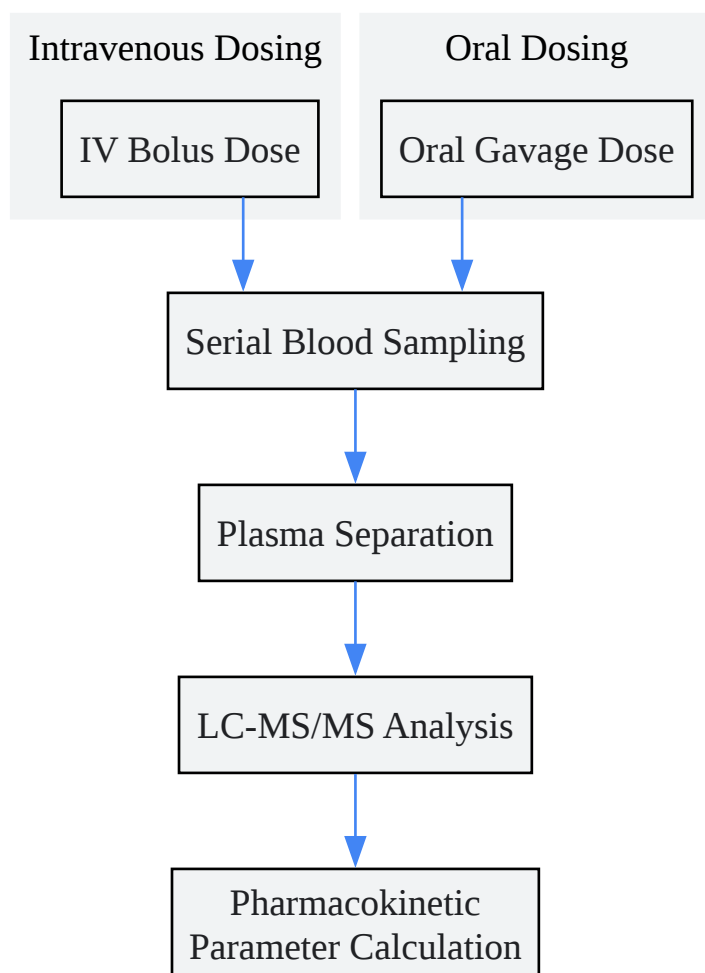 Intravenous Dosing
Oral Dosing
IV Bolus Dose
Oral Gavage Dose
Serial Blood Sampling
Plasma Separation
LC-MS/MS Analysis
Pharmacokinetic
Parameter Calculation